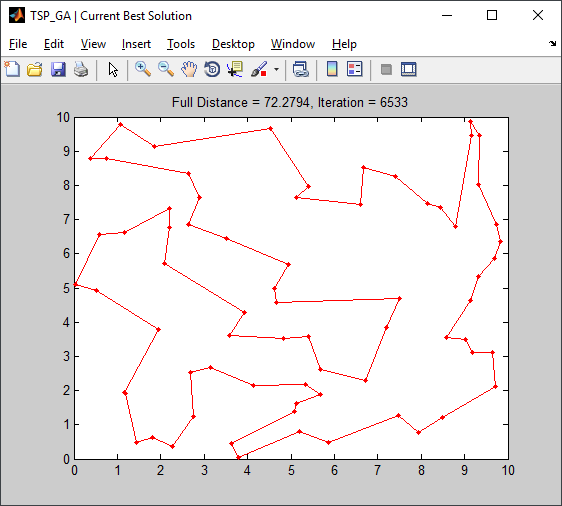 TSP_GA | Current Best Solution
File Edit View Insert Tools Desktop Window Help
Full Distance = 72.2794, Iteration = 6533
10
9
8
7
6
5
4
3
2
1
0
0 1 2 3 4 5 6 7 8 9 10